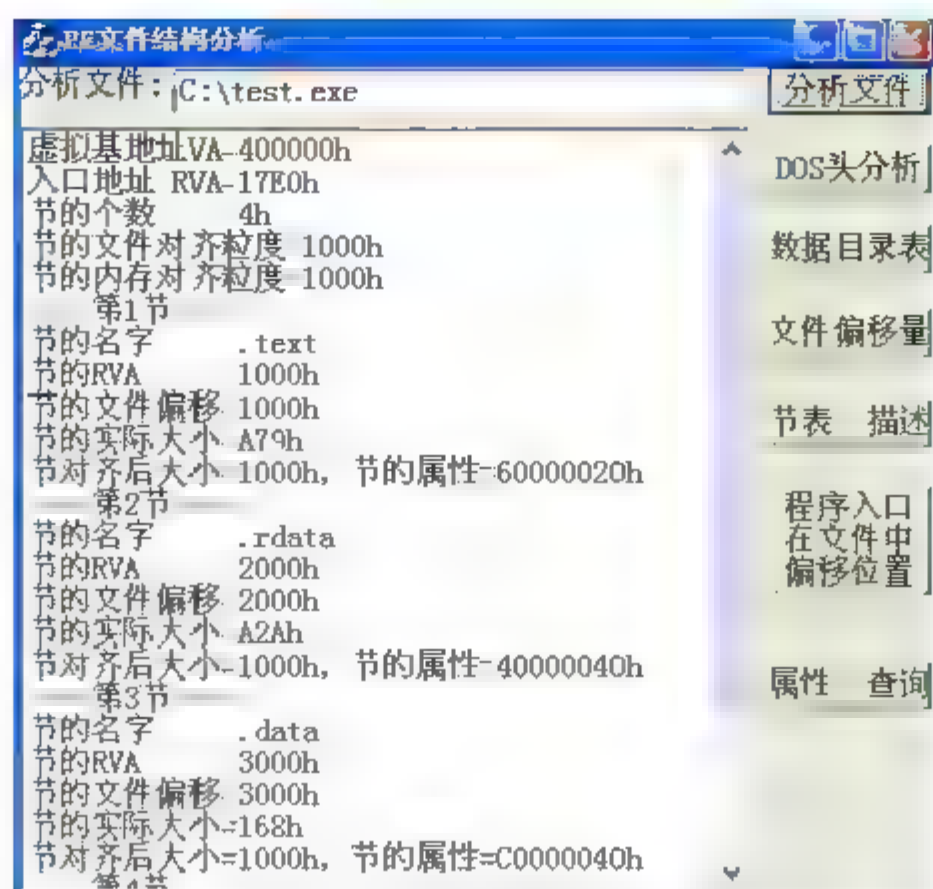 PE文件结构分析
分析文件: C:\test.exe
分析文件
虚拟基地址VA-400000h
入口地址 RVA-17E0h
节的个数 4h
节的文件对齐粒度 1000h
节的内存对齐粒度 1000h
第1节
节的名字 .text
节的RVA 1000h
节的文件偏移 1000h
节的实际大小 A79h
节对齐后大小 1000h, 节的属性-60000020h
第2节
节的名字 .rdata
节的RVA 2000h
节的文件偏移 2000h
节的实际大小 A2Ah
节对齐后大小-1000h, 节的属性-40000040h
第3节
节的名字 .data
节的RVA 3000h
节的文件偏移 3000h
节的实际大小=168h
节对齐后大小=1000h, 节的属性=C0000040h
第4节
DOS头分析
数据目录表
文件偏移量
节表 描述
程序入口
在文件中
偏移位置
属性 查询